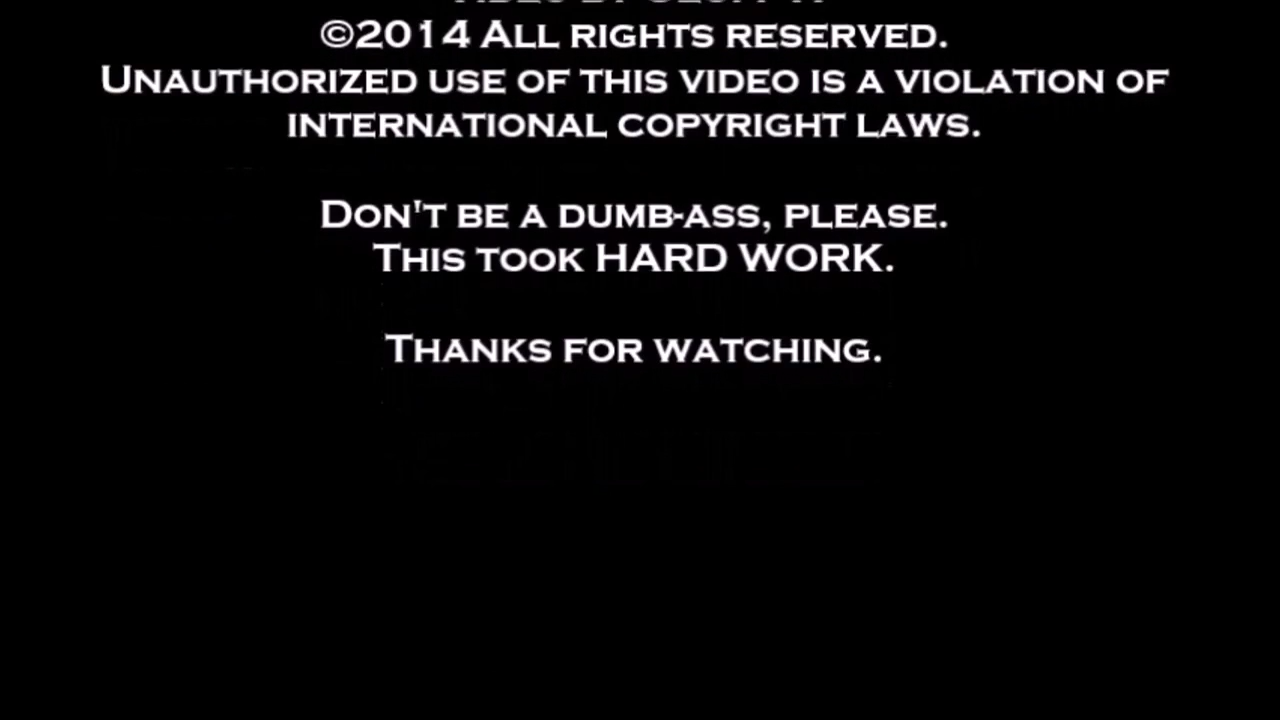 ©2014 All rights reserved.
Unauthorized use of this video is a violation of
international copyright laws.
Don't be a dumb-ass, please.
This took HARD WORK.
Thanks for watching.